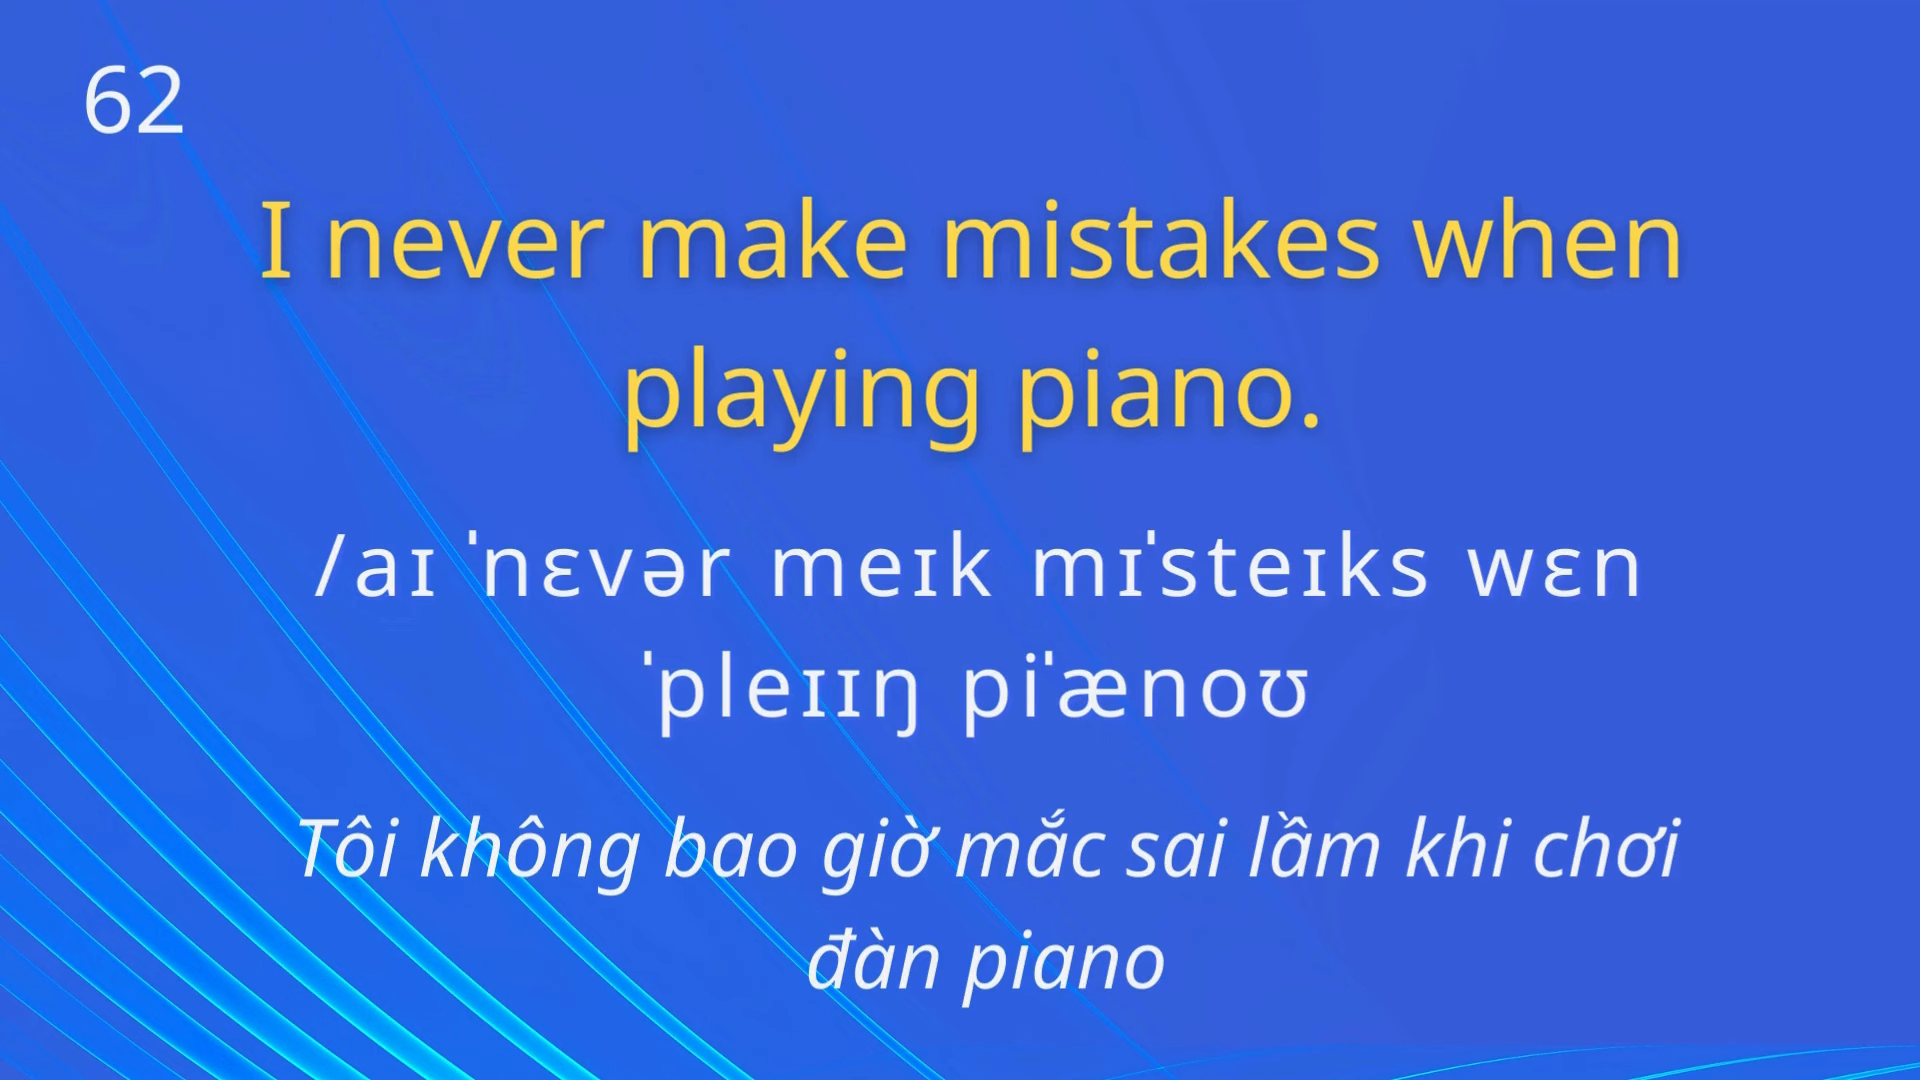 62
I never make mistakes when
playing piano.
/aɪ ˈnɛvər meɪk mɪˈsteɪks wɛn
ˈpleɪɪŋ piˈænoʊ
Tôi không bao giờ mắc sai lầm khi chơi
đàn piano